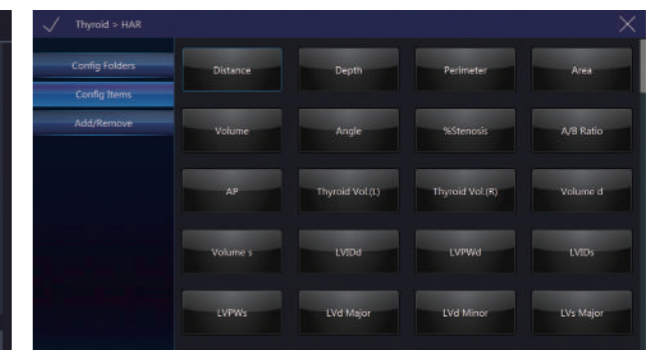 Thyroid > HAR
Config Folders
Config Items
Add/Remove
Distance Depth Perimeter Area
Volume Angle %Stenosis A/B Ratio
AP Thyroid Vol.(L) Thyroid Vol.(R) Volume d
Volume s LVIDd LVPWd LVIDs
LVPWs LVd Major LVd Minor LVs Major